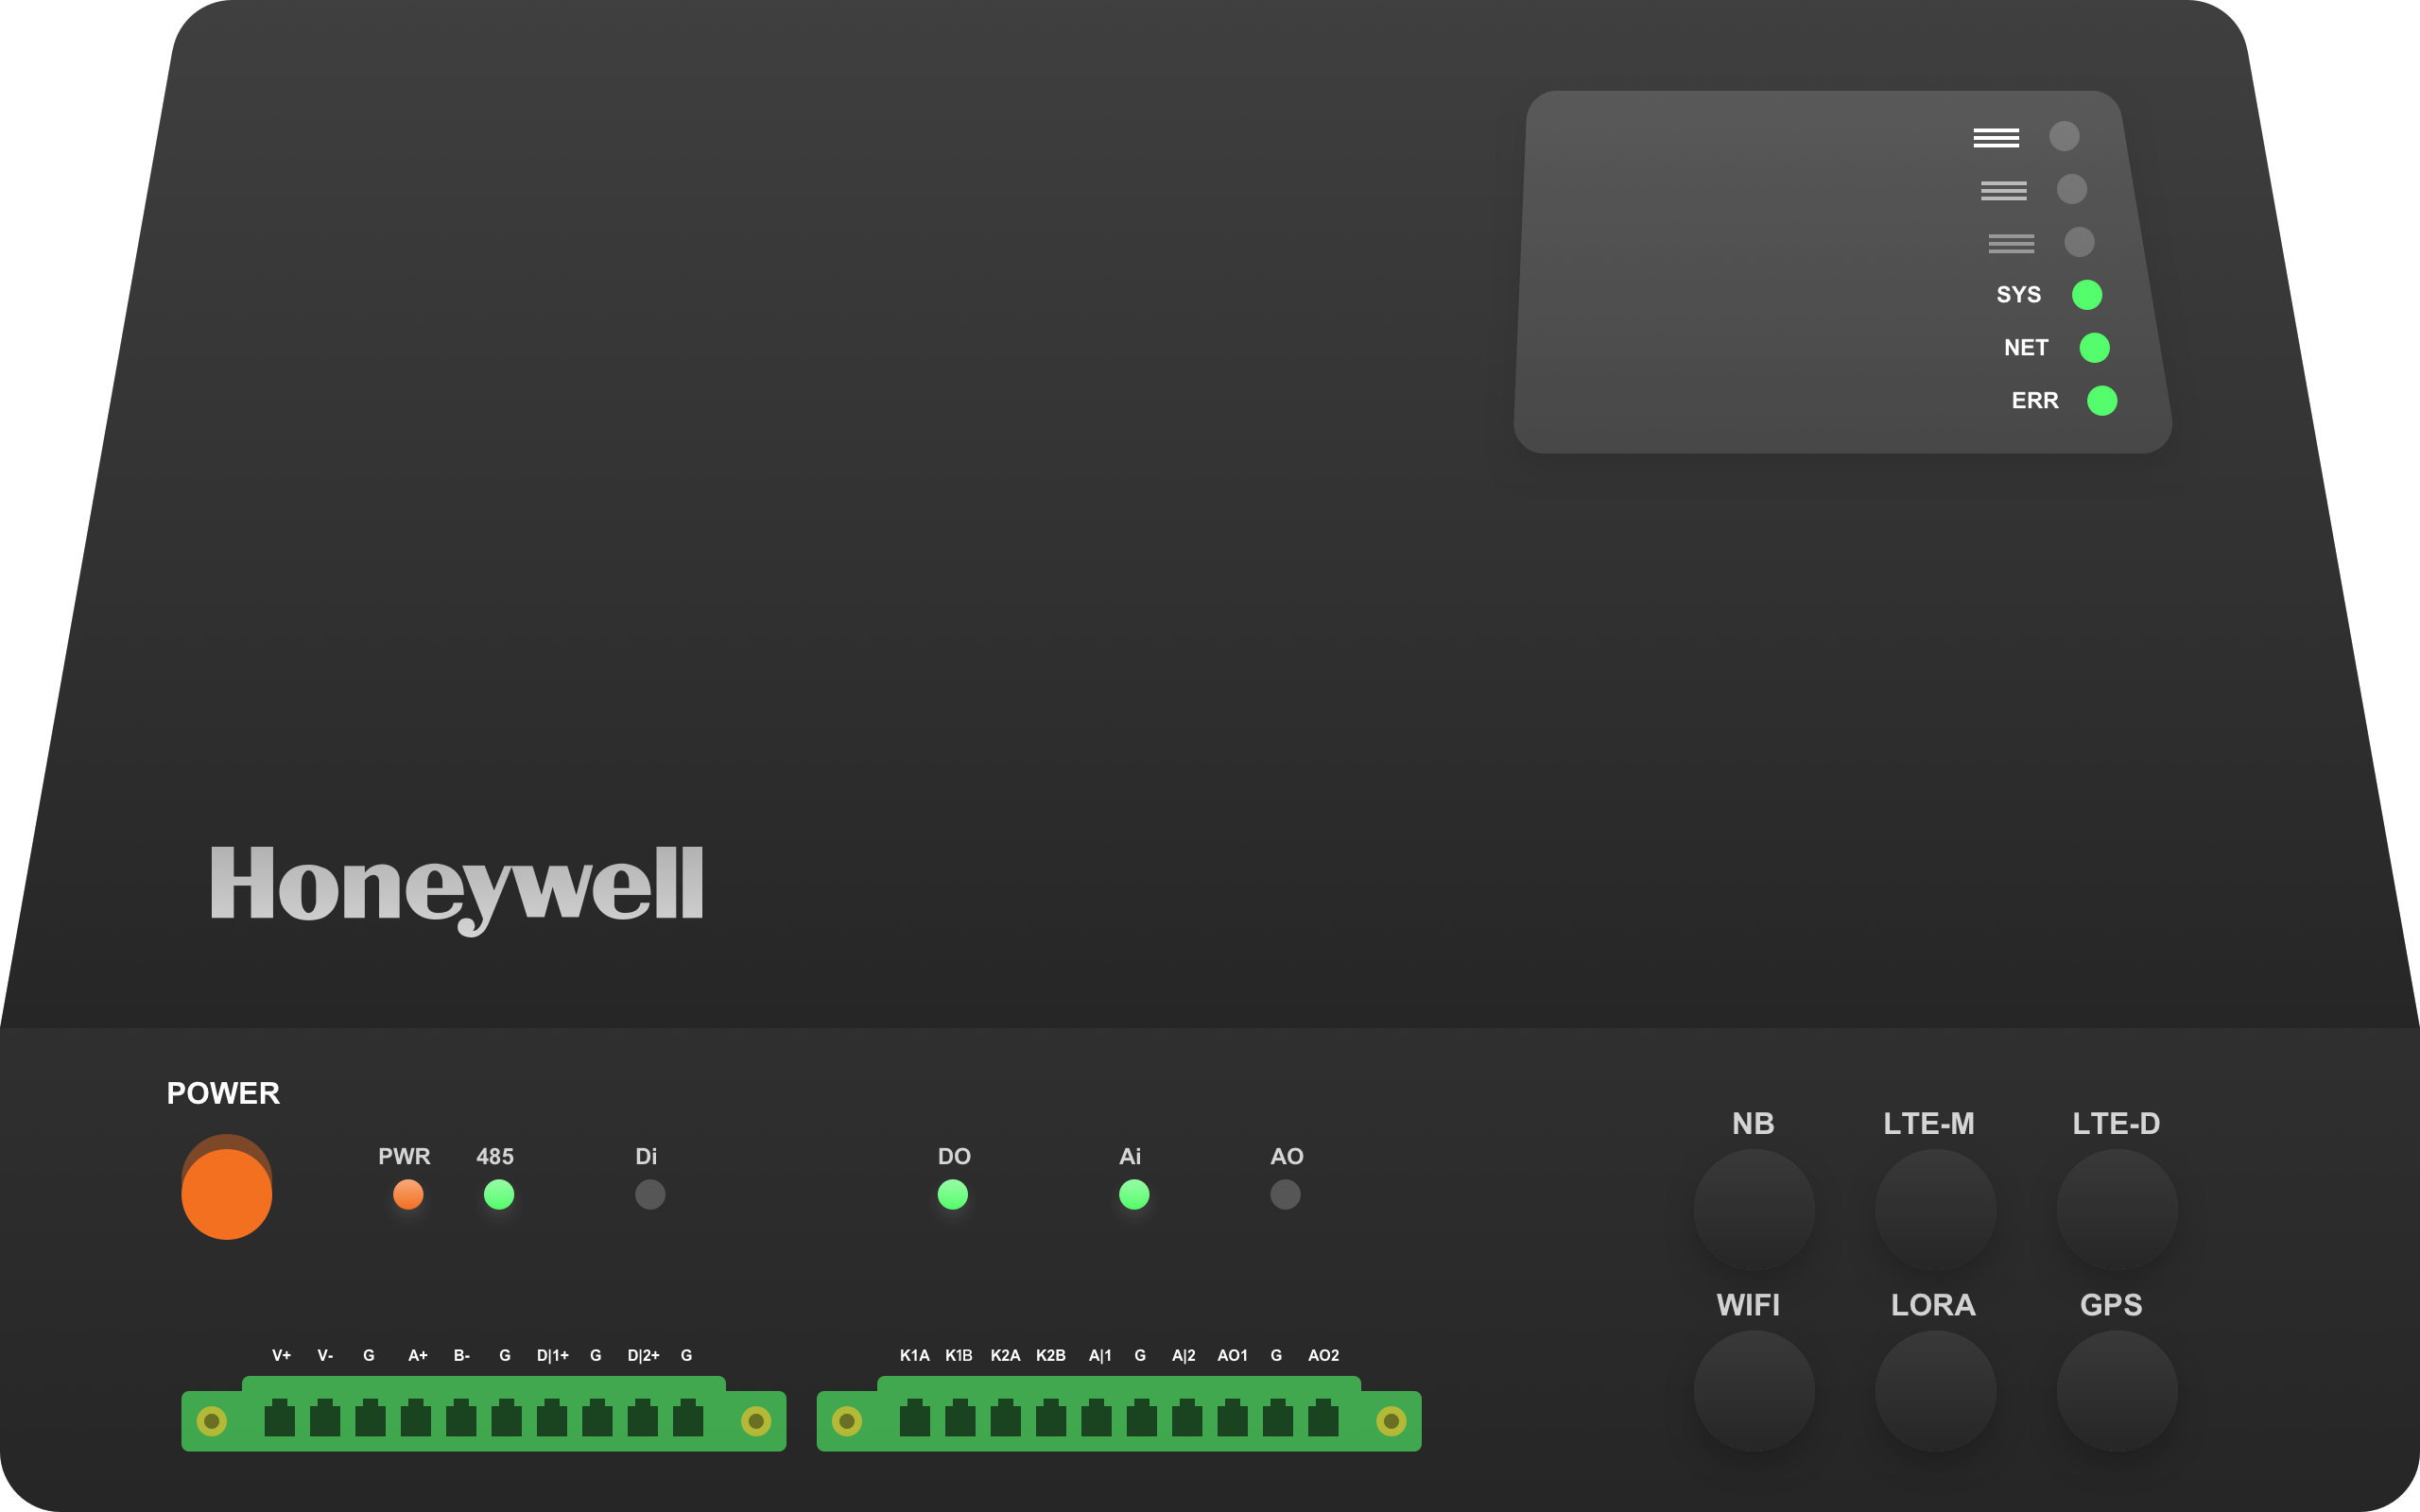 SYS
NET
ERR
Honeywell
POWER
PWR 485 Di DO Ai AO
NB LTE-M LTE-D
WIFI LORA GPS
V+ V- G A+ B- G D|1+ G D|2+ G
K1A K1B K2A K2B A|1 G A|2 AO1 G AO2